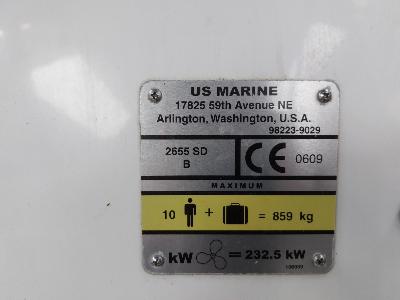 US MARINE
17825 59th Avenue NE
Arlington, Washington, U.S.A.
98223-9029
2655 SD
B
CE 0609
MAXIMUM
10 + = 859 kg
kW = 232.5 kW